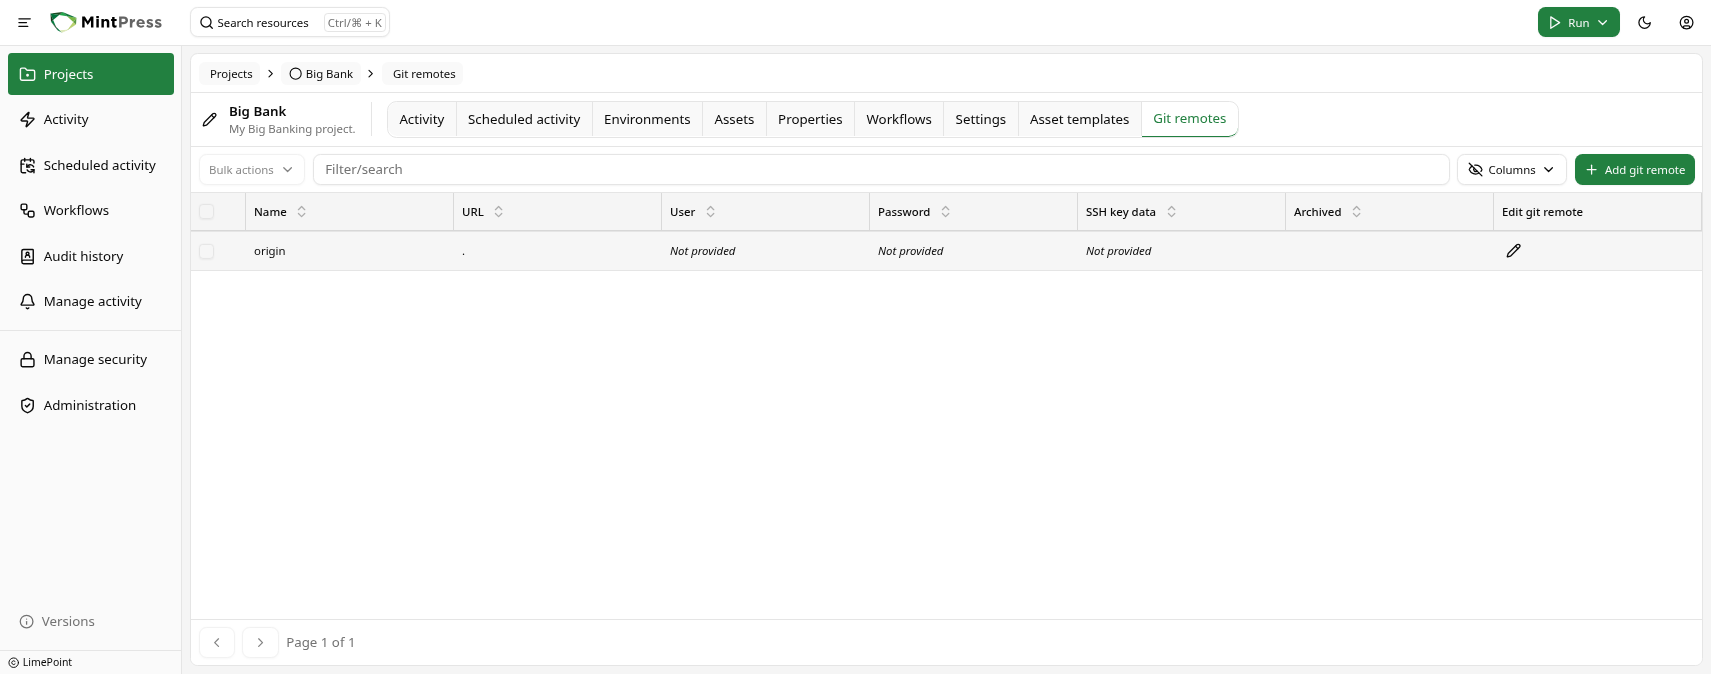 MintPress
Search resources Ctrl/⌘ + K
Run
Projects
Activity
Scheduled activity
Workflows
Audit history
Manage activity
Manage security
Administration
Versions
LimePoint
Projects Big Bank Git remotes
Big Bank
My Big Banking project.
Activity Scheduled activity Environments Assets Properties Workflows Settings Asset templates Git remotes
Bulk actions Filter/search Columns Add git remote
Name URL User Password SSH key data Archived Edit git remote
origin . Not provided Not provided Not provided
Page 1 of 1